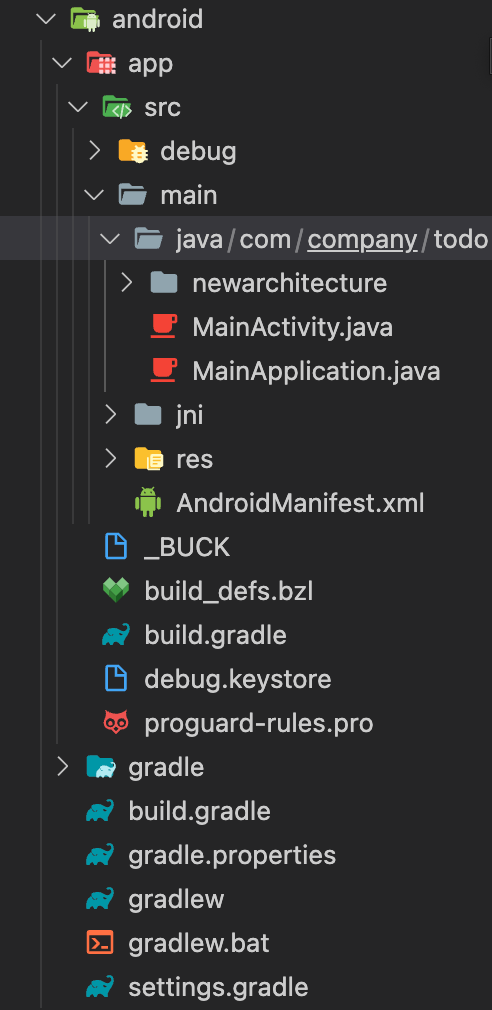 android
app
src
debug
main
java/com/company/todo
newarchitecture
MainActivity.java
MainApplication.java
jni
res
AndroidManifest.xml
_BUCK
build_defs.bzl
build.gradle
debug.keystore
proguard-rules.pro
gradle
build.gradle
gradle.properties
gradlew
gradlew.bat
settings.gradle